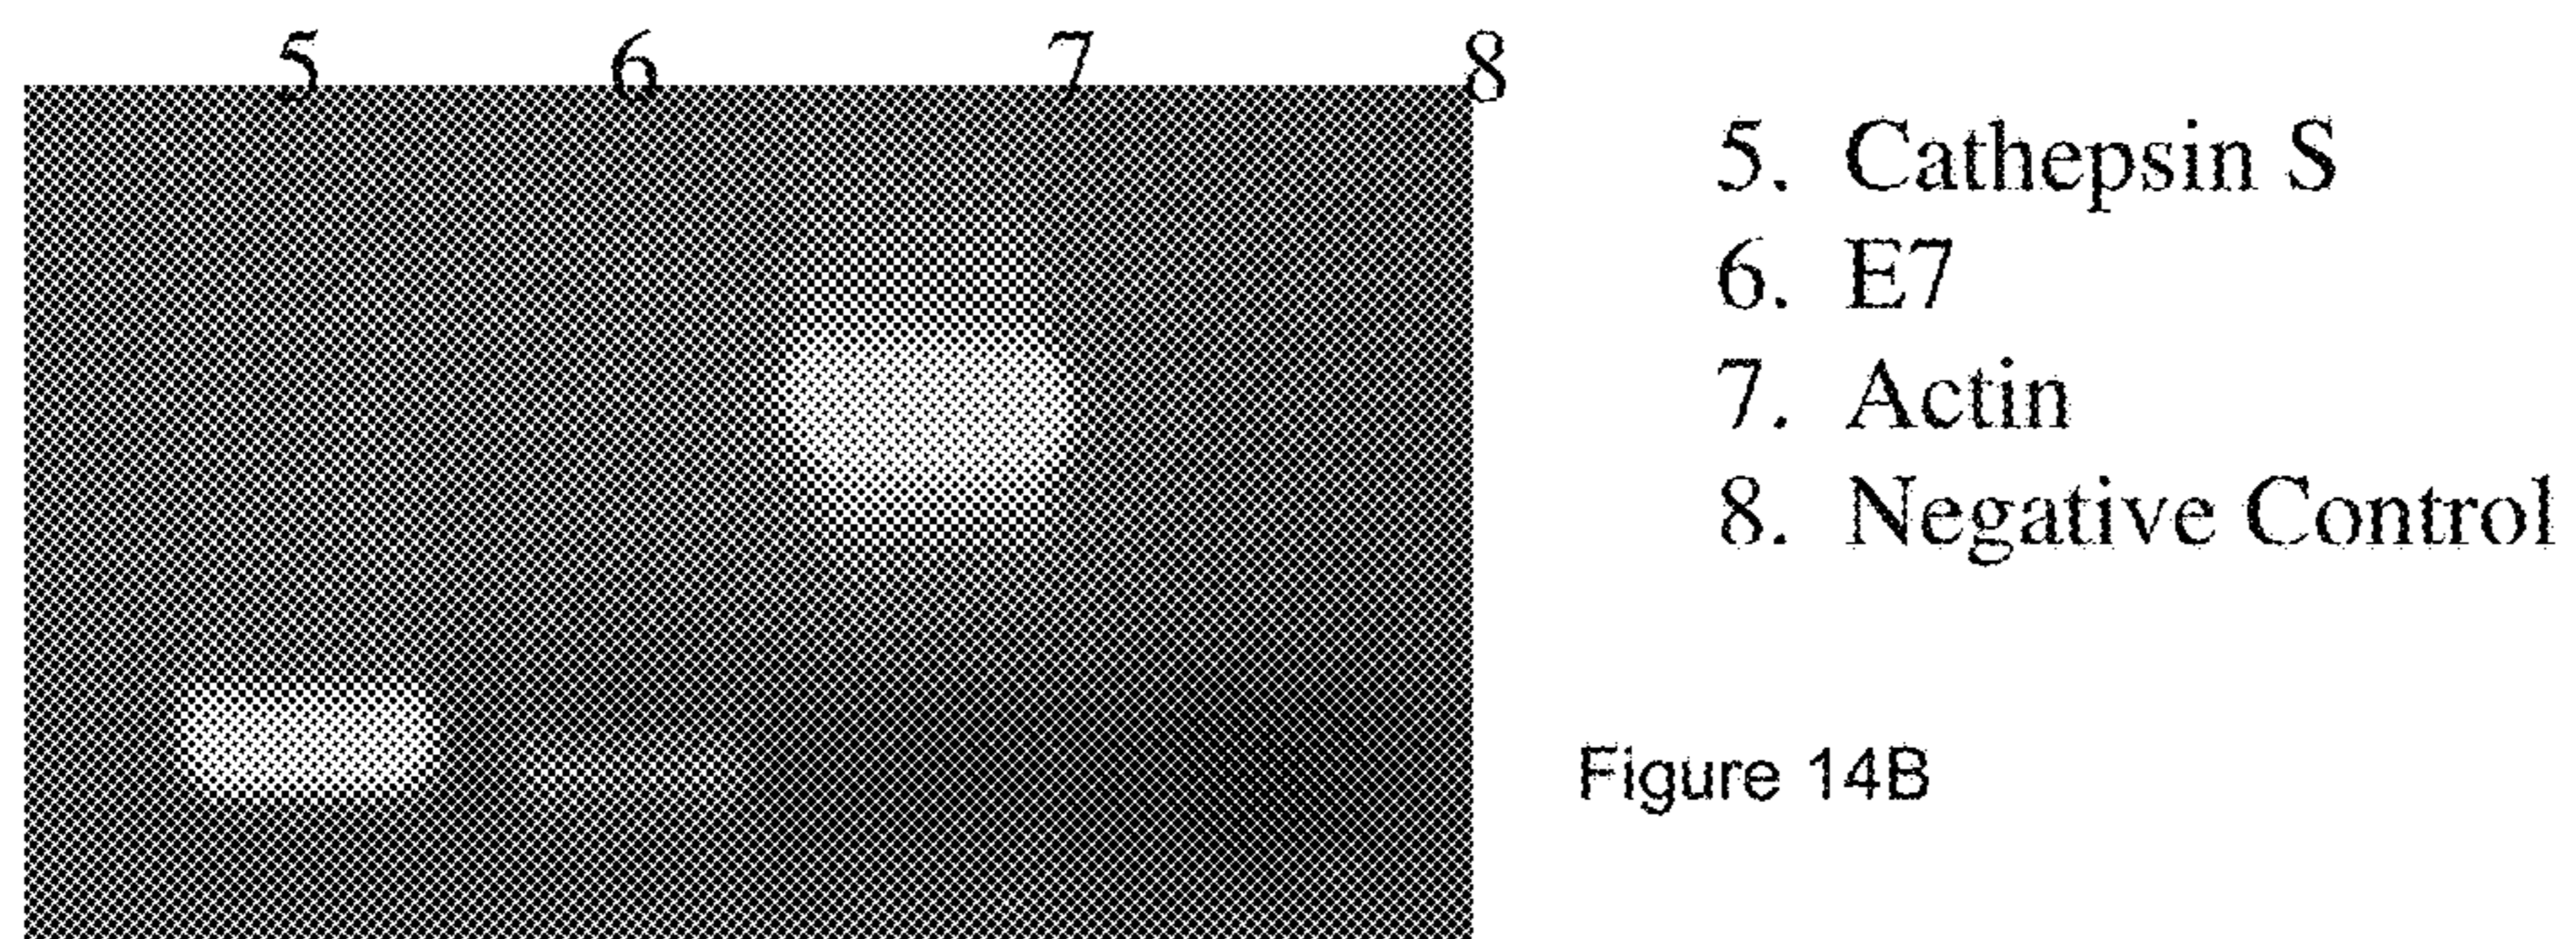 5 6 7 8
5. Cathepsin S
6. E7
7. Actin
8. Negative Control
Figure 14B